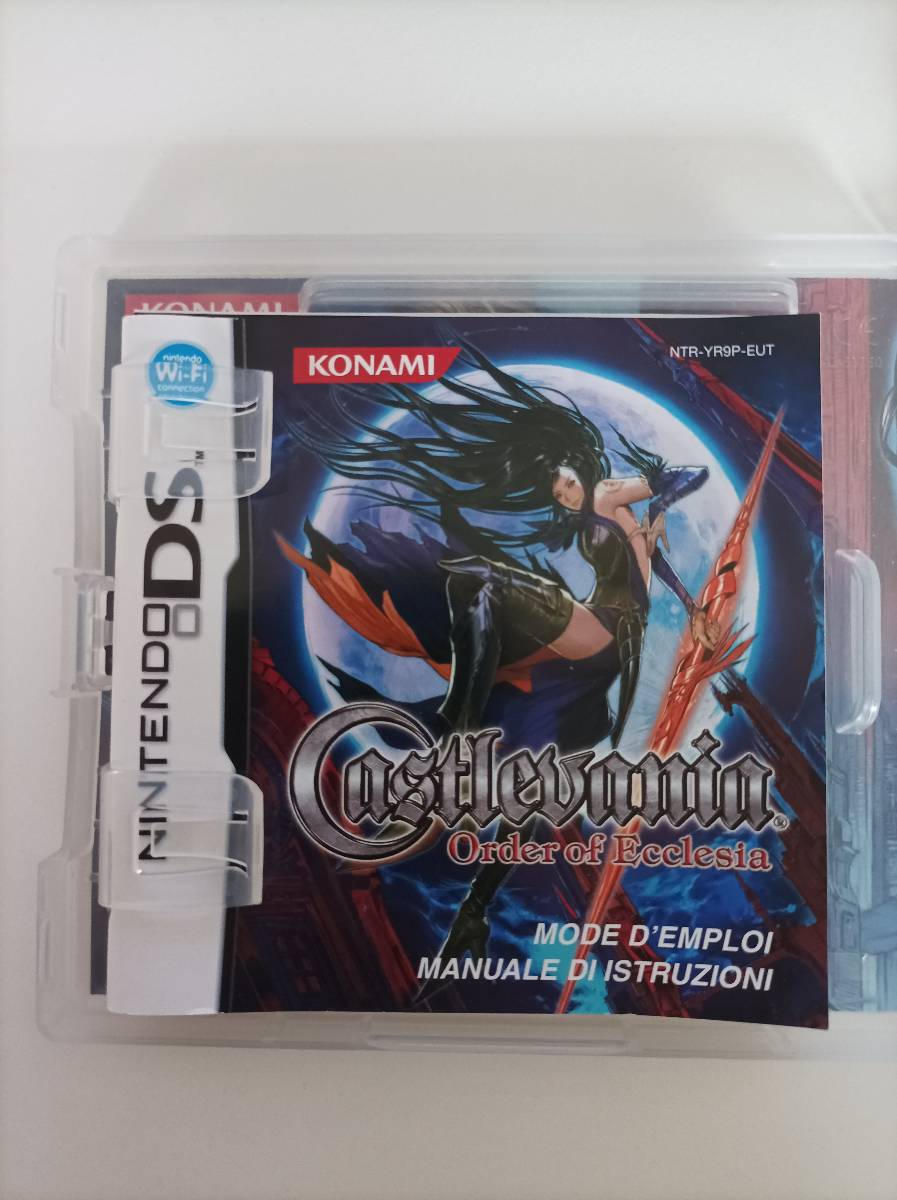 KONAMI
nintendo
Wi-Fi
connection
KONAMI
NTR-YR9P-EUT
NINTENDO DS™
Castlevania
Order of Ecclesia
MODE D'EMPLOI
MANUALE DI ISTRUZIONI